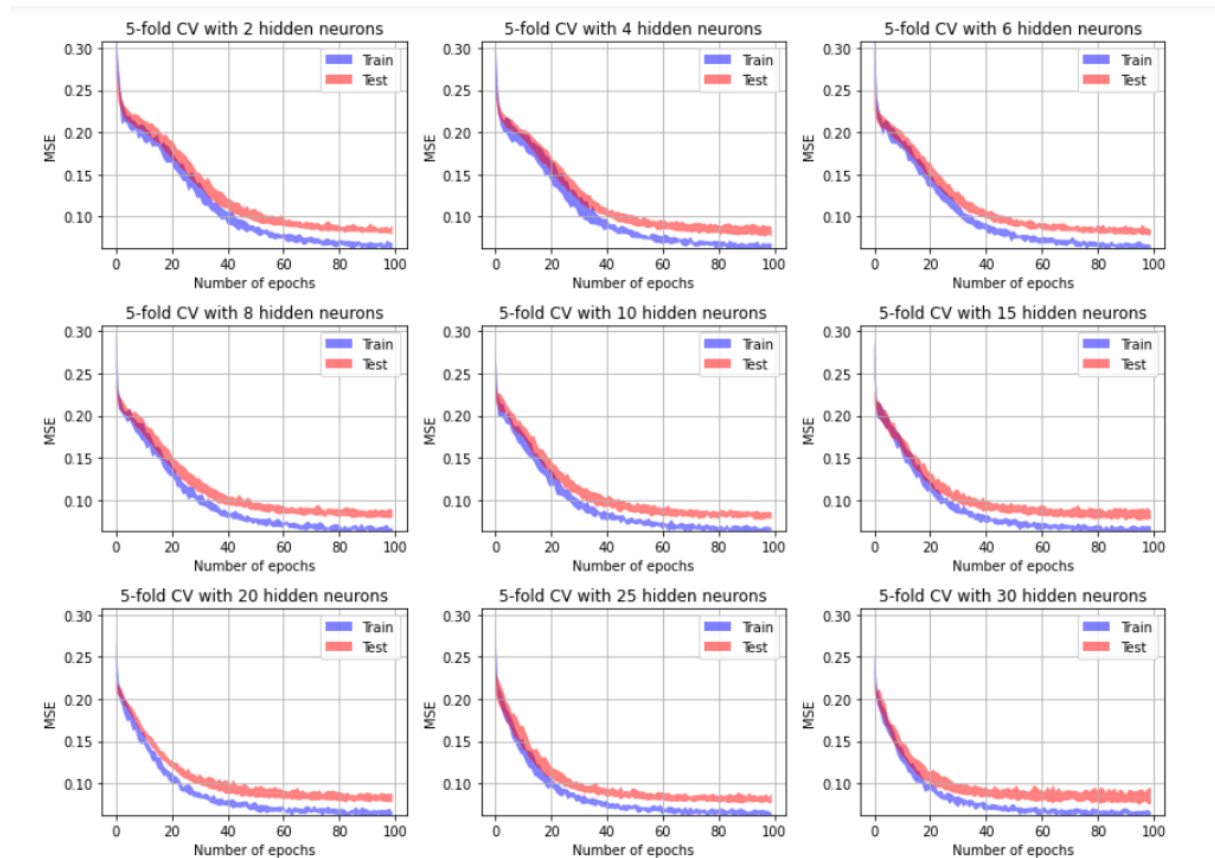 5-fold CV with 2 hidden neurons
0.30
0.25
0.20
0.15
0.10
MSE
Train
Test
0 20 40 60 80 100
Number of epochs
5-fold CV with 4 hidden neurons
0.30
0.25
0.20
0.15
0.10
MSE
Train
Test
0 20 40 60 80 100
Number of epochs
5-fold CV with 6 hidden neurons
0.30
0.25
0.20
0.15
0.10
MSE
Train
Test
0 20 40 60 80 100
Number of epochs
5-fold CV with 8 hidden neurons
0.30
0.25
0.20
0.15
0.10
MSE
Train
Test
0 20 40 60 80 100
Number of epochs
5-fold CV with 10 hidden neurons
0.30
0.25
0.20
0.15
0.10
MSE
Train
Test
0 20 40 60 80 100
Number of epochs
5-fold CV with 15 hidden neurons
0.30
0.25
0.20
0.15
0.10
MSE
Train
Test
0 20 40 60 80 100
Number of epochs
5-fold CV with 20 hidden neurons
0.30
0.25
0.20
0.15
0.10
MSE
Train
Test
0 20 40 60 80 100
Number of epochs
5-fold CV with 25 hidden neurons
0.30
0.25
0.20
0.15
0.10
MSE
Train
Test
0 20 40 60 80 100
Number of epochs
5-fold CV with 30 hidden neurons
0.30
0.25
0.20
0.15
0.10
MSE
Train
Test
0 20 40 60 80 100
Number of epochs